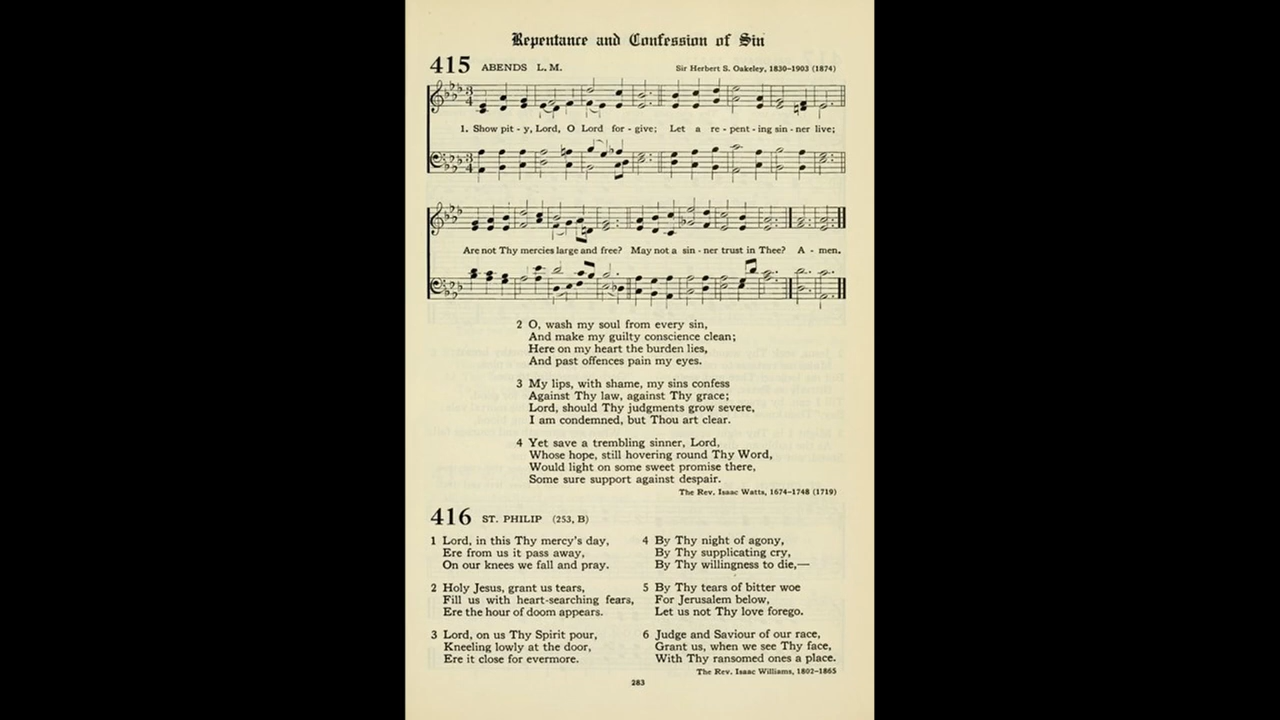 Repentance and Confession of Sin
415 ABENDS L. M. Sir Herbert S. Oakeley, 1830-1903 (1874)
1. Show pit - y, Lord, O Lord for - give; Let a re - pent - ing sin - ner live;
Are not Thy mercies large and free? May not a sin - ner trust in Thee? A - men.
2 O, wash my soul from every sin,
And make my guilty conscience clean;
Here on my heart the burden lies,
And past offences pain my eyes.
3 My lips, with shame, my sins confess
Against Thy law, against Thy grace;
Lord, should Thy judgments grow severe,
I am condemned, but Thou art clear.
4 Yet save a trembling sinner, Lord,
Whose hope, still hovering round Thy Word,
Would light on some sweet promise there,
Some sure support against despair.
The Rev. Isaac Watts, 1674-1748 (1719)
416 ST. PHILIP (253, B)
1 Lord, in this Thy mercy's day,
Ere from us it pass away,
On our knees we fall and pray.
2 Holy Jesus, grant us tears,
Fill us with heart-searching fears,
Ere the hour of doom appears.
3 Lord, on us Thy Spirit pour,
Kneeling lowly at the door,
Ere it close for evermore.
4 By Thy night of agony,
By Thy supplicating cry,
By Thy willingness to die,—
5 By Thy tears of bitter woe
For Jerusalem below,
Let us not Thy love forego.
6 Judge and Saviour of our race,
Grant us, when we see Thy face,
With Thy ransomed ones a place.
The Rev. Isaac Williams, 1802-1865
283